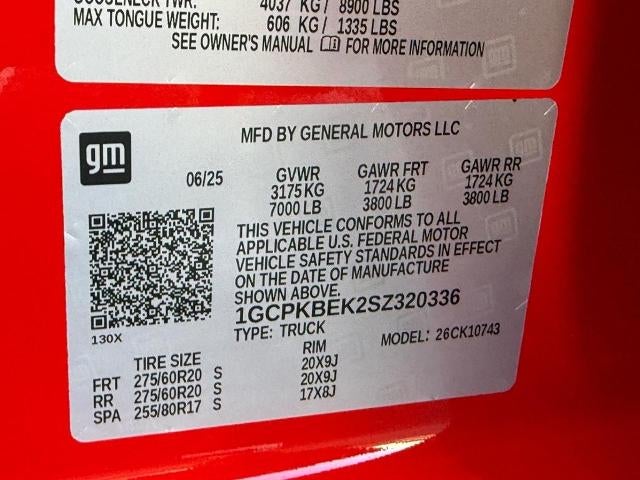 GOOSENECK TWR: 4037 KG / 8900 LBS
MAX TONGUE WEIGHT: 606 KG / 1335 LBS
SEE OWNER'S MANUAL FOR MORE INFORMATION
gm
MFD BY GENERAL MOTORS LLC
06/25 GVWR GAWR FRT GAWR RR
3175 KG 1724 KG 1724 KG
7000 LB 3800 LB 3800 LB
THIS VEHICLE CONFORMS TO ALL
APPLICABLE U.S. FEDERAL MOTOR
VEHICLE SAFETY STANDARDS IN EFFECT
ON THE DATE OF MANUFACTURE
SHOWN ABOVE.
1GCPKBEK2SZ320336
TYPE: TRUCK MODEL: 26CK10743
130X
TIRE SIZE RIM
FRT 275/60R20 S 20X9J
RR 275/60R20 S 20X9J
SPA 255/80R17 S 17X8J